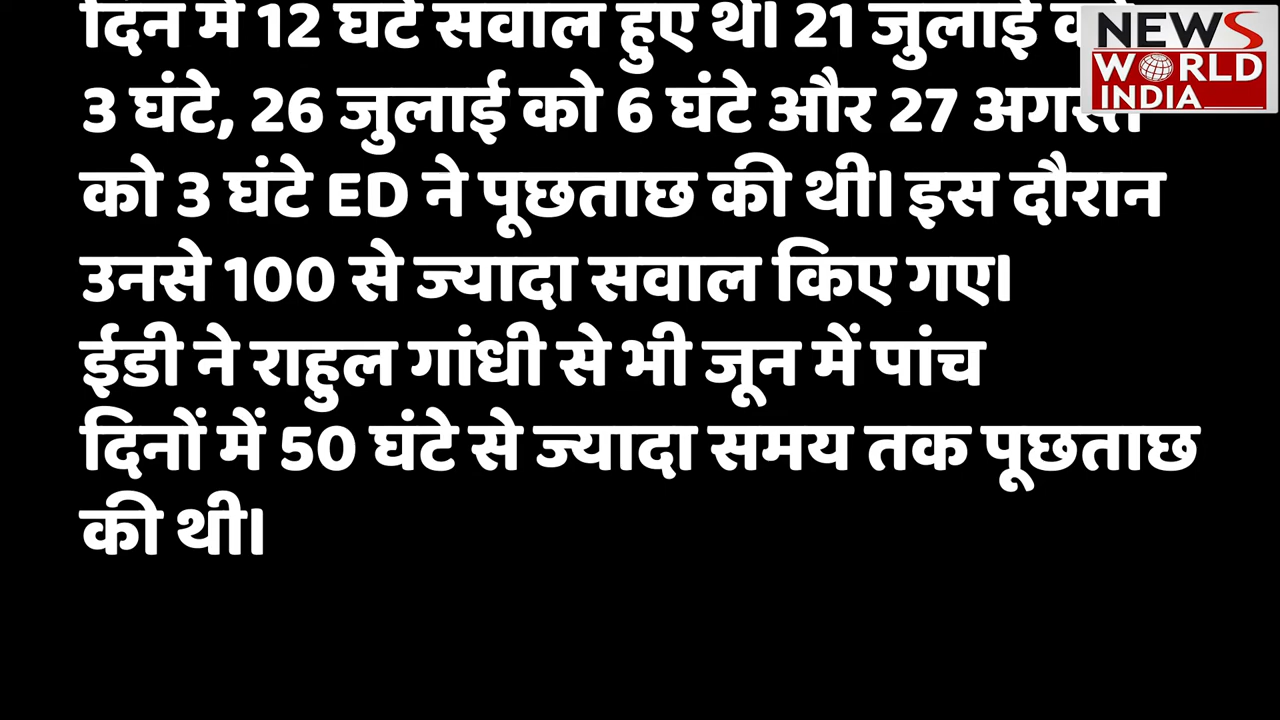 दिन में 12 घंटे सवाल हुए थे। 21 जुलाई को
3 घंटे, 26 जुलाई को 6 घंटे और 27 अगस्त
को 3 घंटे ED ने पूछताछ की थी। इस दौरान
उनसे 100 से ज्यादा सवाल किए गए।
ईडी ने राहुल गांधी से भी जून में पांच
दिनों में 50 घंटे से ज्यादा समय तक पूछताछ
की थी।
NEWS
WORLD
INDIA